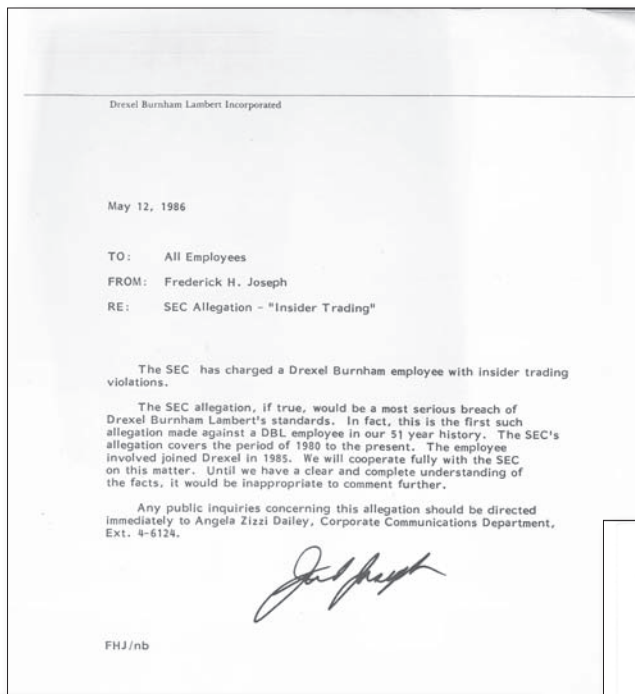 Drexel Burnham Lambert Incorporated
May 12, 1986
TO: All Employees
FROM: Frederick H. Joseph
RE: SEC Allegation - "Insider Trading"
The SEC has charged a Drexel Burnham employee with insider trading
violations.
The SEC allegation, if true, would be a most serious breach of
Drexel Burnham Lambert's standards. In fact, this is the first such
allegation made against a DBL employee in our 51 year history. The SEC's
allegation covers the period of 1980 to the present. The employee
involved joined Drexel in 1985. We will cooperate fully with the SEC
on this matter. Until we have a clear and complete understanding of
the facts, it would be inappropriate to comment further.
Any public inquiries concerning this allegation should be directed
immediately to Angela Zizzi Dailey, Corporate Communications Department,
Ext. 4-6124.
Joseph
FHJ/nb